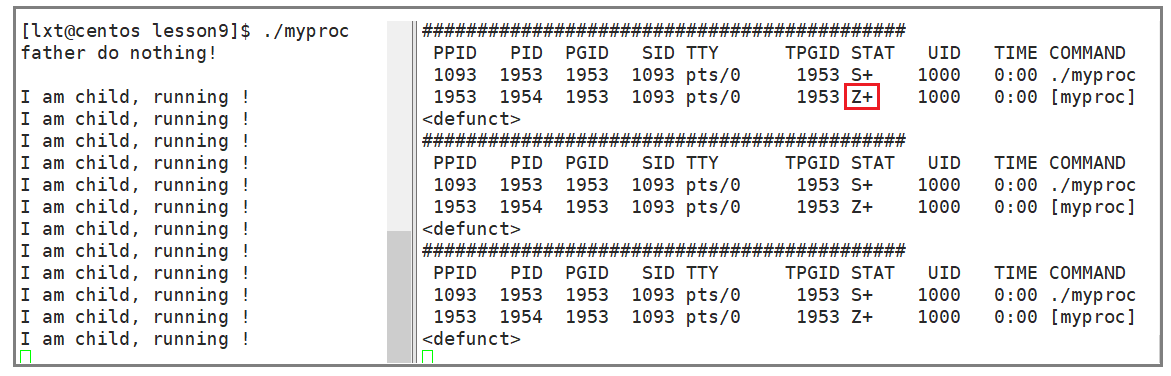 [lxt@centos lesson9]$ ./myproc
father do nothing!
I am child, running !
I am child, running !
I am child, running !
I am child, running !
I am child, running !
I am child, running !
I am child, running !
I am child, running !
I am child, running !
I am child, running !
I am child, running !
I am child, running !
############################################
PPID PID PGID SID TTY TPGID STAT UID TIME COMMAND
1093 1953 1953 1093 pts/0 1953 S+ 1000 0:00 ./myproc
1953 1954 1953 1093 pts/0 1953 Z+ 1000 0:00 [myproc]
<defunct>
############################################
PPID PID PGID SID TTY TPGID STAT UID TIME COMMAND
1093 1953 1953 1093 pts/0 1953 S+ 1000 0:00 ./myproc
1953 1954 1953 1093 pts/0 1953 Z+ 1000 0:00 [myproc]
<defunct>
############################################
PPID PID PGID SID TTY TPGID STAT UID TIME COMMAND
1093 1953 1953 1093 pts/0 1953 S+ 1000 0:00 ./myproc
1953 1954 1953 1093 pts/0 1953 Z+ 1000 0:00 [myproc]
<defunct>